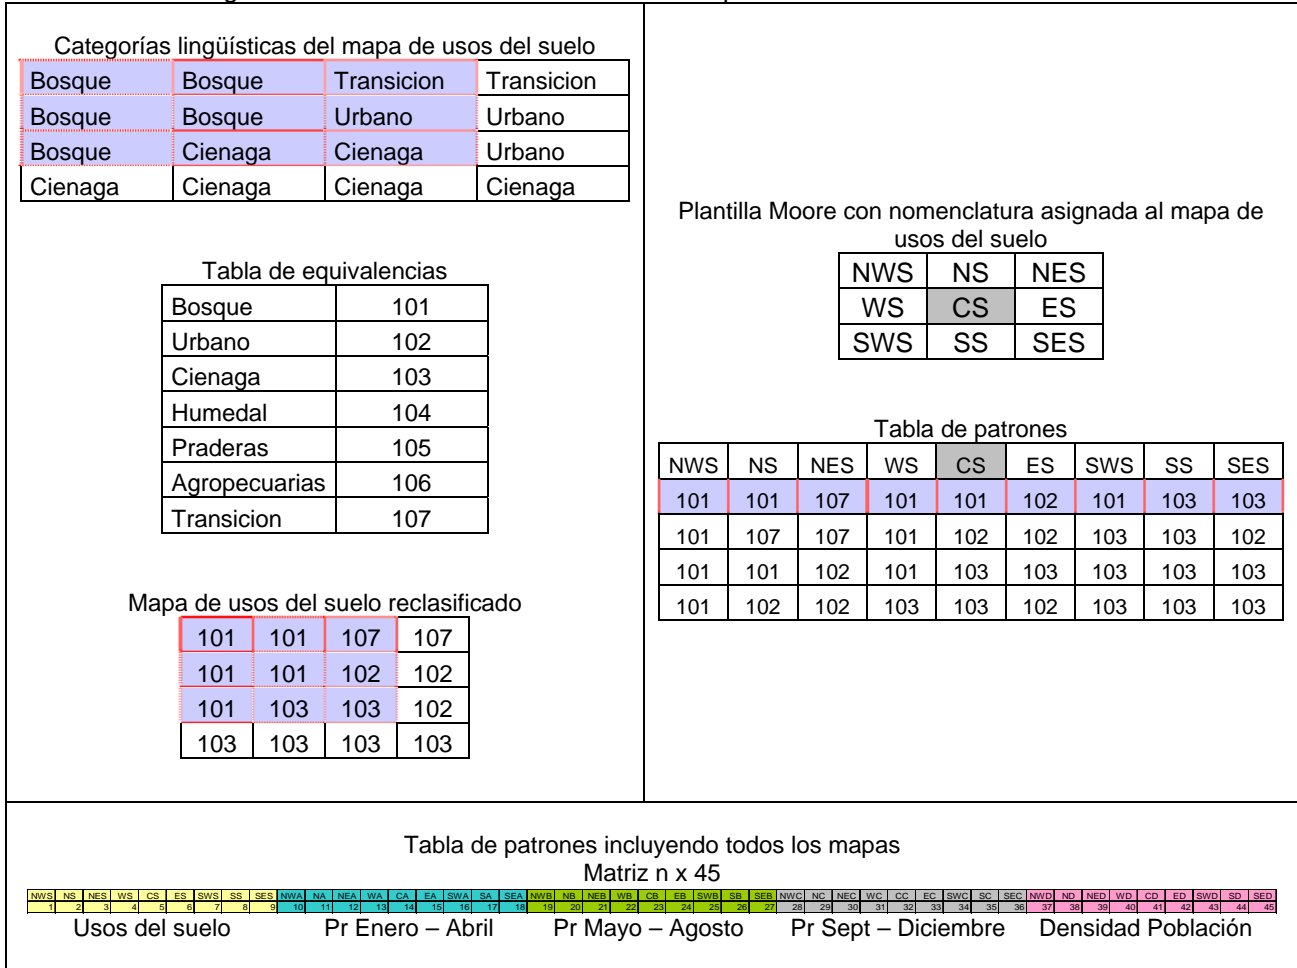 Categorías lingüísticas del mapa de usos del suelo
Bosque Bosque Transicion Transicion
Bosque Bosque Urbano Urbano
Bosque Cienaga Cienaga Urbano
Cienaga Cienaga Cienaga Cienaga
Tabla de equivalencias
Bosque 101
Urbano 102
Cienaga 103
Humedal 104
Praderas 105
Agropecuarias 106
Transicion 107
Mapa de usos del suelo reclasificado
101 101 107 107
101 101 102 102
101 103 103 102
103 103 103 103
Plantilla Moore con nomenclatura asignada al mapa de
usos del suelo
NWS NS NES
WS CS ES
SWS SS SES
Tabla de patrones
NWS NS NES WS CS ES SWS SS SES
101 101 107 101 101 102 101 103 103
101 107 107 101 102 102 103 103 102
101 101 102 101 103 103 103 103 103
101 102 102 103 103 102 103 103 103
Tabla de patrones incluyendo todos los mapas
Matriz n x 45
NWS NS NES WS CS ES SWS SS SES NWA NA NEA WA CA EA SWA SA SEA NWB NB NEB WB CB EB SWB SB SEB NWC NC NEC WC CC EC SWC SC SEC NWD ND NED WD CD ED SWD SD SED
1 2 3 4 5 6 7 8 9 10 11 12 13 14 15 16 17 18 19 20 21 22 23 24 25 26 27 28 29 30 31 32 33 34 35 36 37 38 39 40 41 42 43 44 45
Usos del suelo Pr Enero – Abril Pr Mayo – Agosto Pr Sept – Diciembre Densidad Población